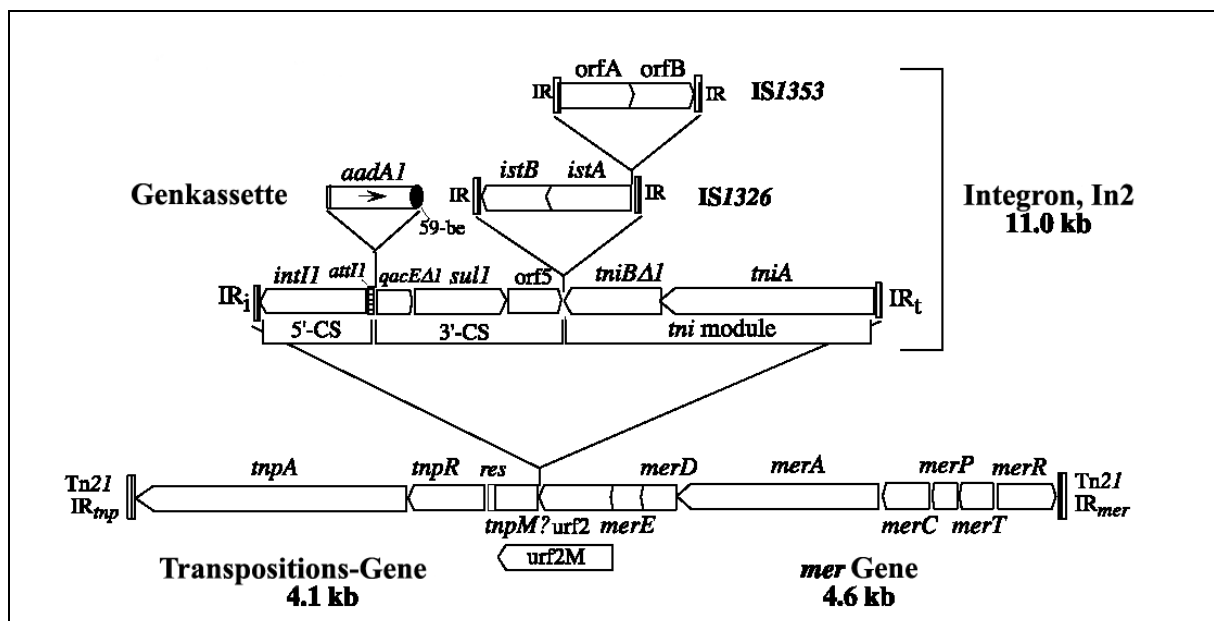 orfA orfB
IR IR IS1353
aadA1 istB istA
Genkassette IR IR IS1326 Integron, In2
11.0 kb
59-be
intI1 attI1 qacEΔ1 sul1 orf5 tniBΔ1 tniA
IRi IRt
5'-CS 3'-CS tni module
tnpA tnpR res merD merA merP merR
Tn21 Tn21
IRtnp IRmer
tnpM? urf2 merE merC merT
urf2M
Transpositions-Gene mer Gene
4.1 kb 4.6 kb